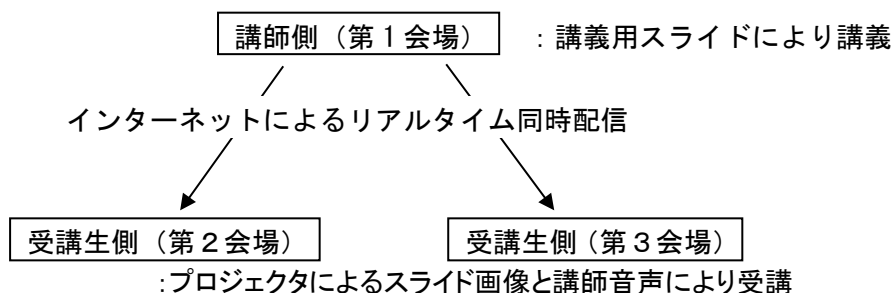 講師側（第１会場） ：講義用スライドにより講義
インターネットによるリアルタイム同時配信
受講生側（第２会場） 受講生側（第３会場）
：プロジェクタによるスライド画像と講師音声により受講